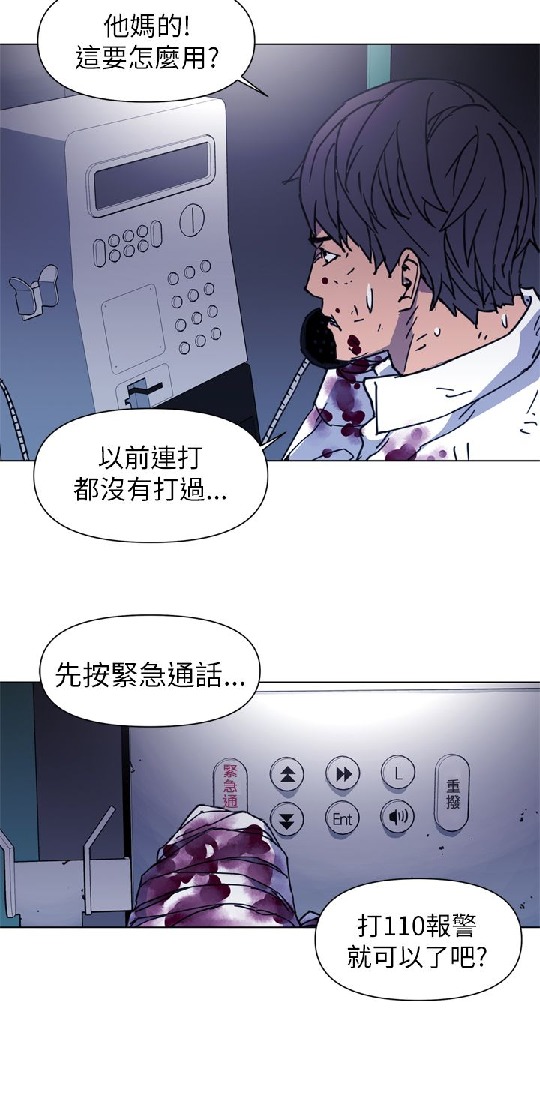 他媽的!
這要怎麼用?
以前連打
都沒有打過...
先按緊急通話...
緊急通
L
重撥
Ent
打110報警
就可以了吧?